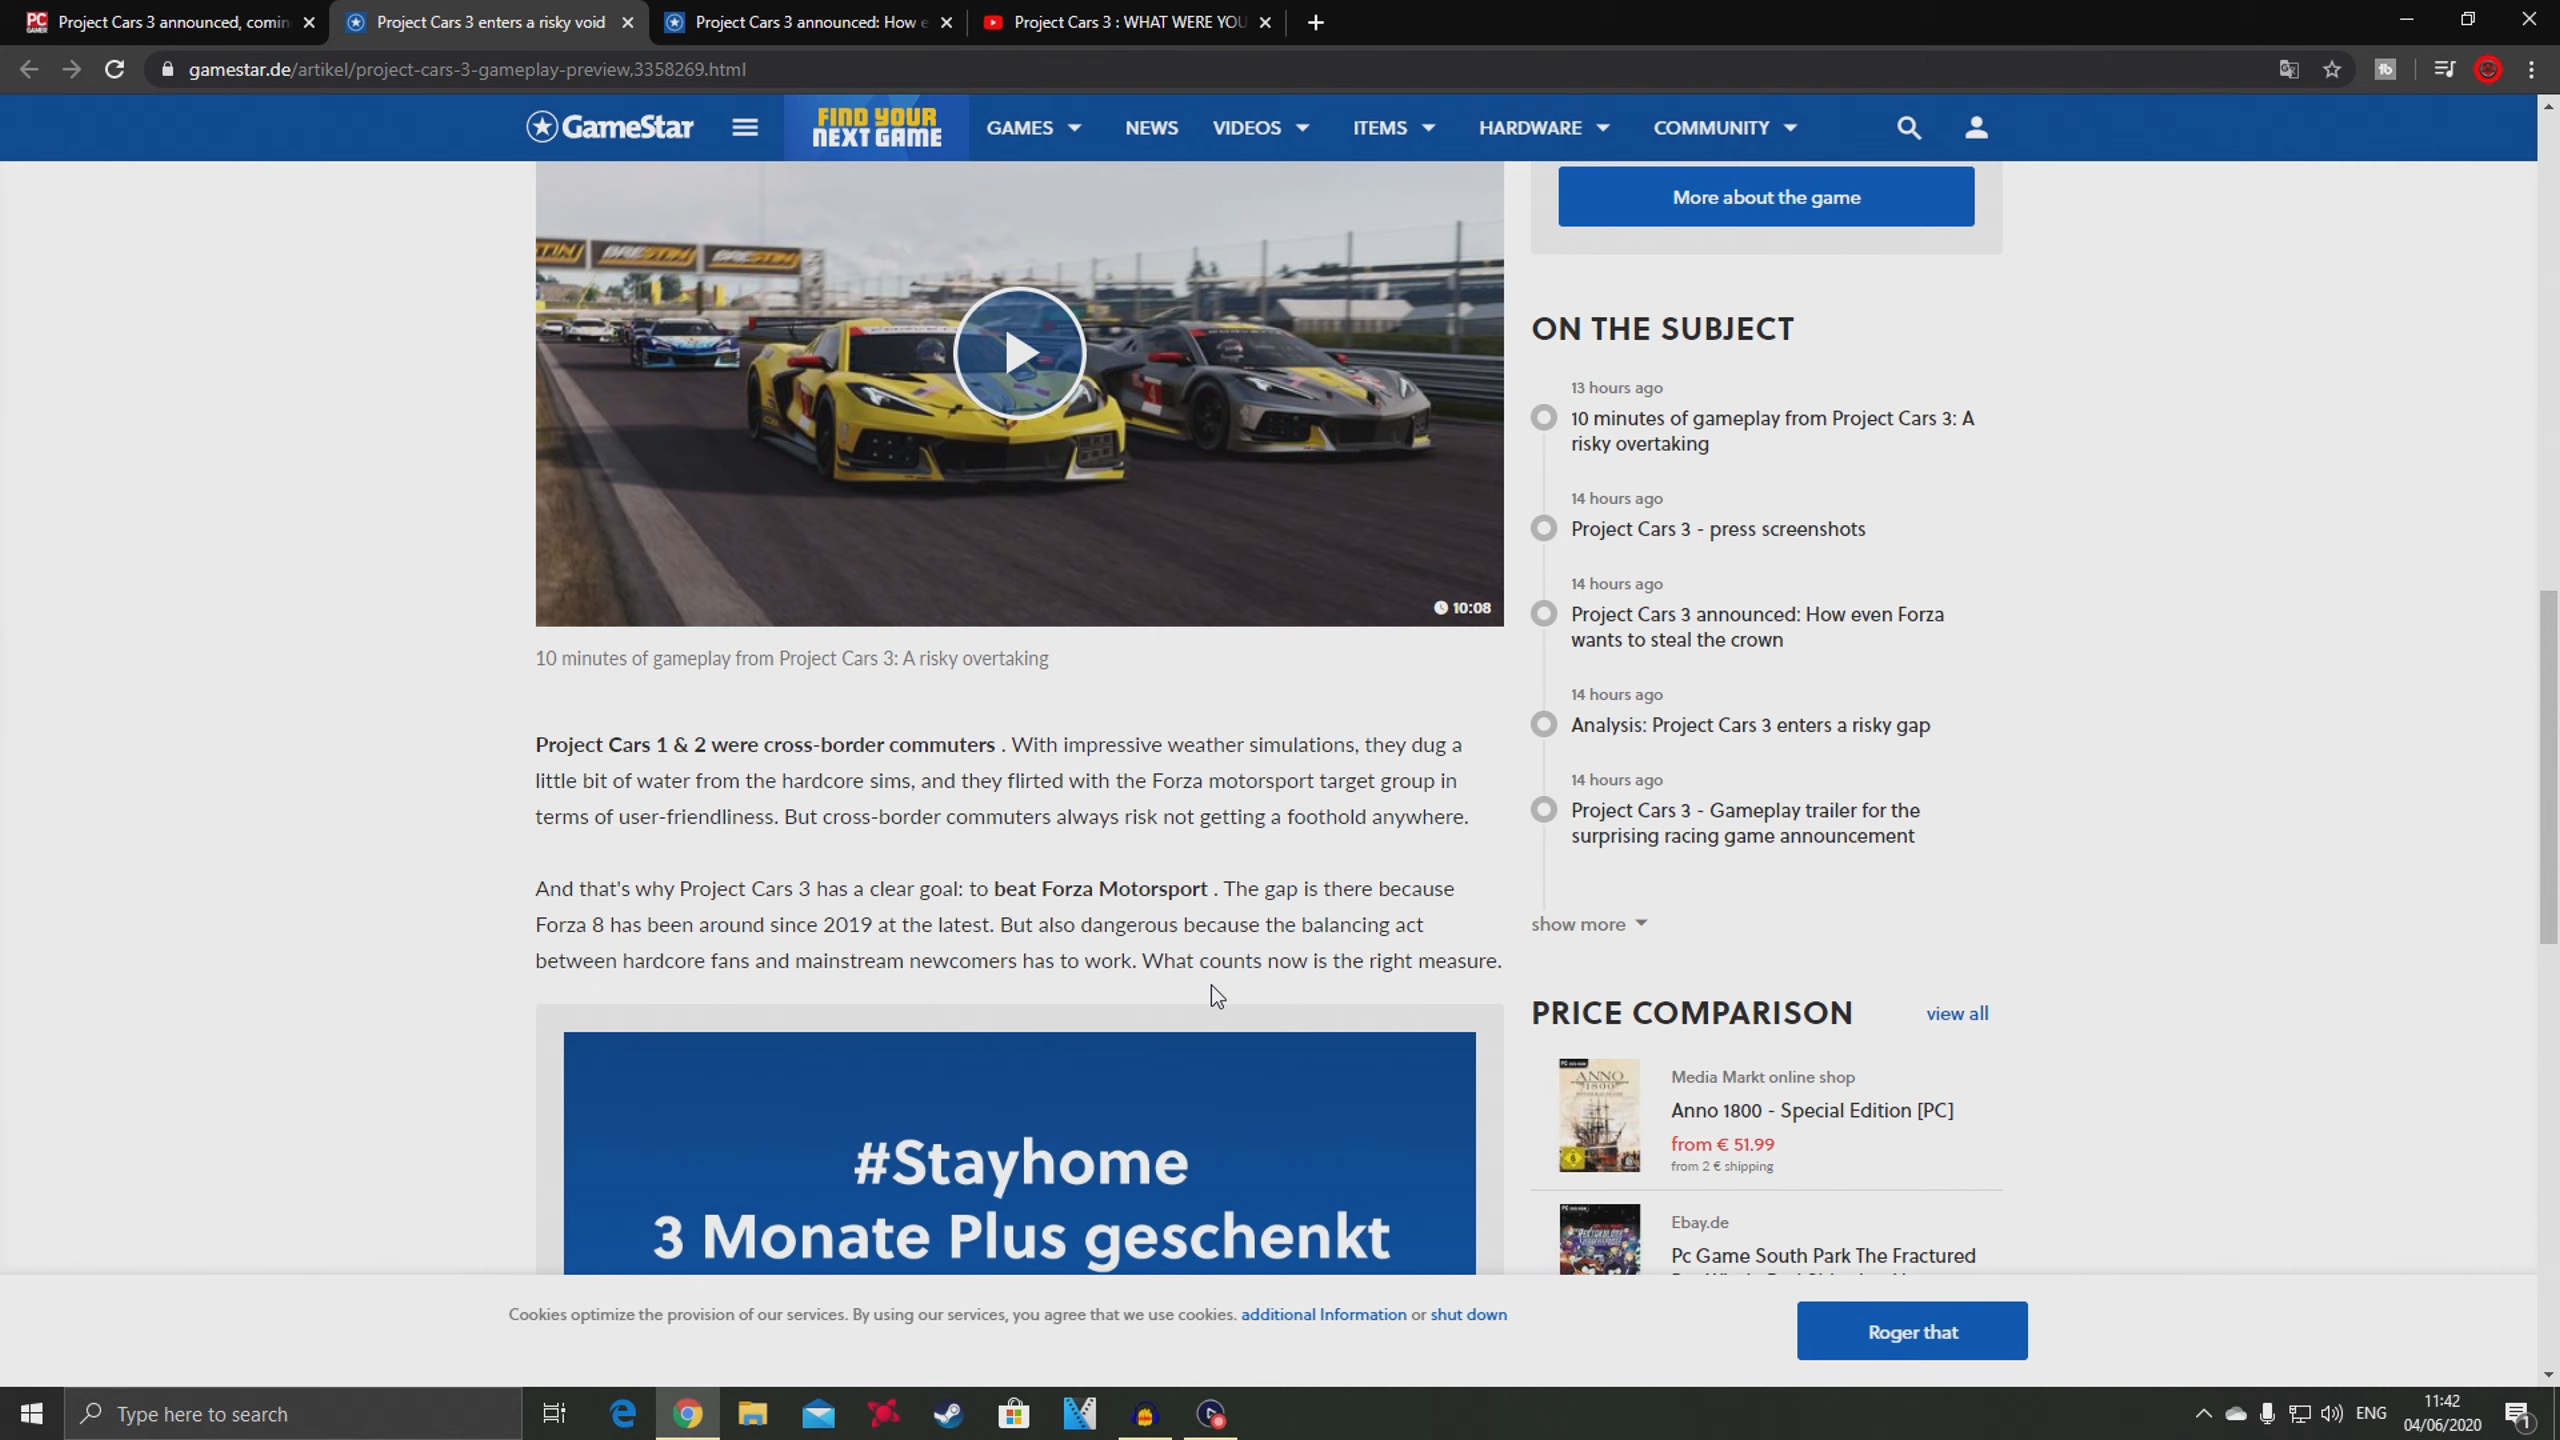 PC GAMER
Project Cars 3 announced, comin
Project Cars 3 enters a risky void
Project Cars 3 announced: How e
Project Cars 3 : WHAT WERE YOU
gamestar.de/artikel/project-cars-3-gameplay-preview,3358269.html
GameStar
FIND YOUR
NEXT GAME
GAMES
NEWS
VIDEOS
ITEMS
HARDWARE
COMMUNITY
BRESTIN
BRESTIN
10:08
10 minutes of gameplay from Project Cars 3: A risky overtaking
Project Cars 1 & 2 were cross-border commuters . With impressive weather simulations, they dug a
little bit of water from the hardcore sims, and they flirted with the Forza motorsport target group in
terms of user-friendliness. But cross-border commuters always risk not getting a foothold anywhere.
And that's why Project Cars 3 has a clear goal: to beat Forza Motorsport . The gap is there because
Forza 8 has been around since 2019 at the latest. But also dangerous because the balancing act
between hardcore fans and mainstream newcomers has to work. What counts now is the right measure.
#Stayhome
3 Monate Plus geschenkt
More about the game
ON THE SUBJECT
13 hours ago
10 minutes of gameplay from Project Cars 3: A
risky overtaking
14 hours ago
Project Cars 3 - press screenshots
14 hours ago
Project Cars 3 announced: How even Forza
wants to steal the crown
14 hours ago
Analysis: Project Cars 3 enters a risky gap
14 hours ago
Project Cars 3 - Gameplay trailer for the
surprising racing game announcement
show more
PRICE COMPARISON
view all
ANNO
1800
Media Markt online shop
Anno 1800 - Special Edition [PC]
from € 51.99
from 2 € shipping
Ebay.de
Pc Game South Park The Fractured
Cookies optimize the provision of our services. By using our services, you agree that we use cookies. additional Information or shut down
Roger that
Type here to search
ENG
11:42
04/06/2020
1